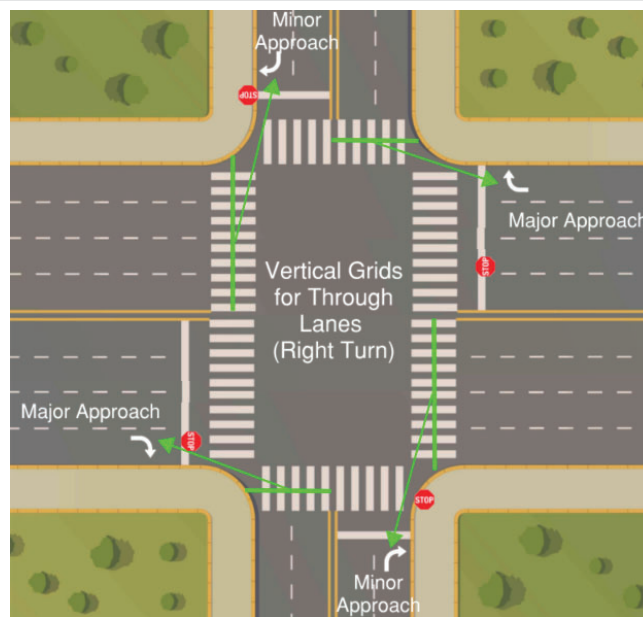 Minor
Approach
STOP
Major Approach
STOP
Vertical Grids
for Through
Lanes
(Right Turn)
Major Approach
STOP
STOP
Minor
Approach